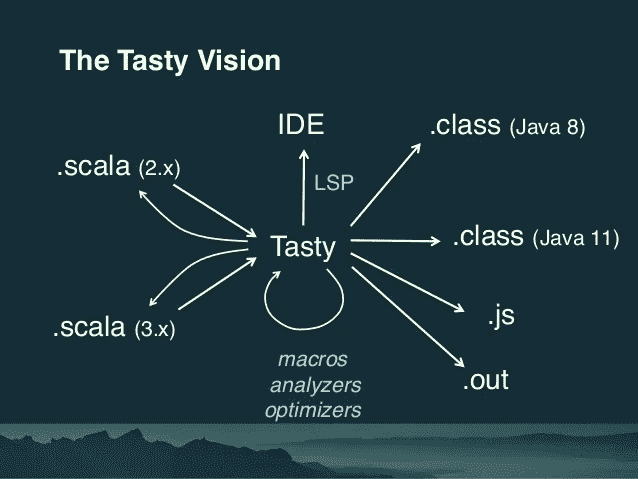 The Tasty Vision
IDE
.class (Java 8)
.scala (2.x)
LSP
Tasty
.class (Java 11)
.scala (3.x)
.js
macros
analyzers
optimizers
.out